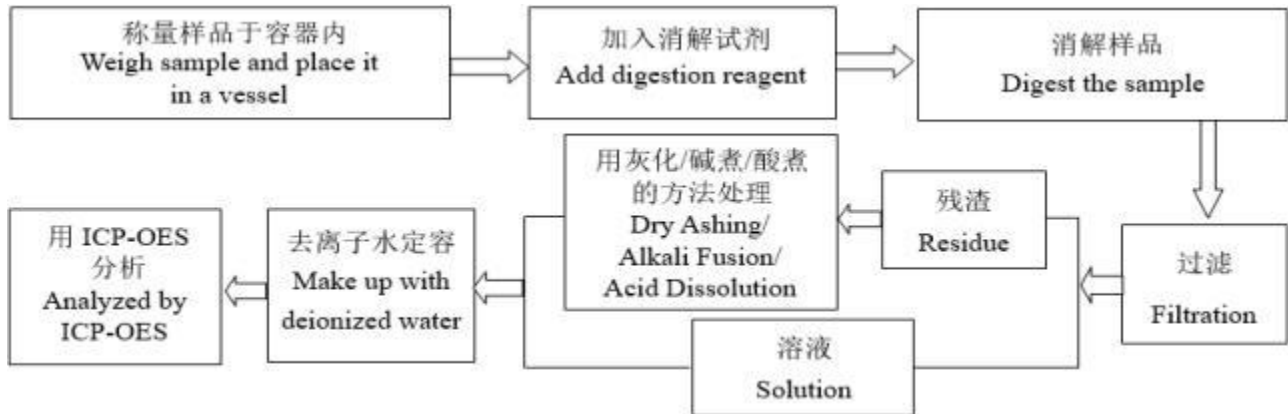 称量样品于容器内
Weigh sample and place it
in a vessel
加入消解试剂
Add digestion reagent
消解样品
Digest the sample
过滤
Filtration
残渣
Residue
用灰化/碱煮/酸煮
的方法处理
Dry Ashing/
Alkali Fusion/
Acid Dissolution
溶液
Solution
去离子水定容
Make up with
deionized water
用 ICP-OES
分析
Analyzed by
ICP-OES